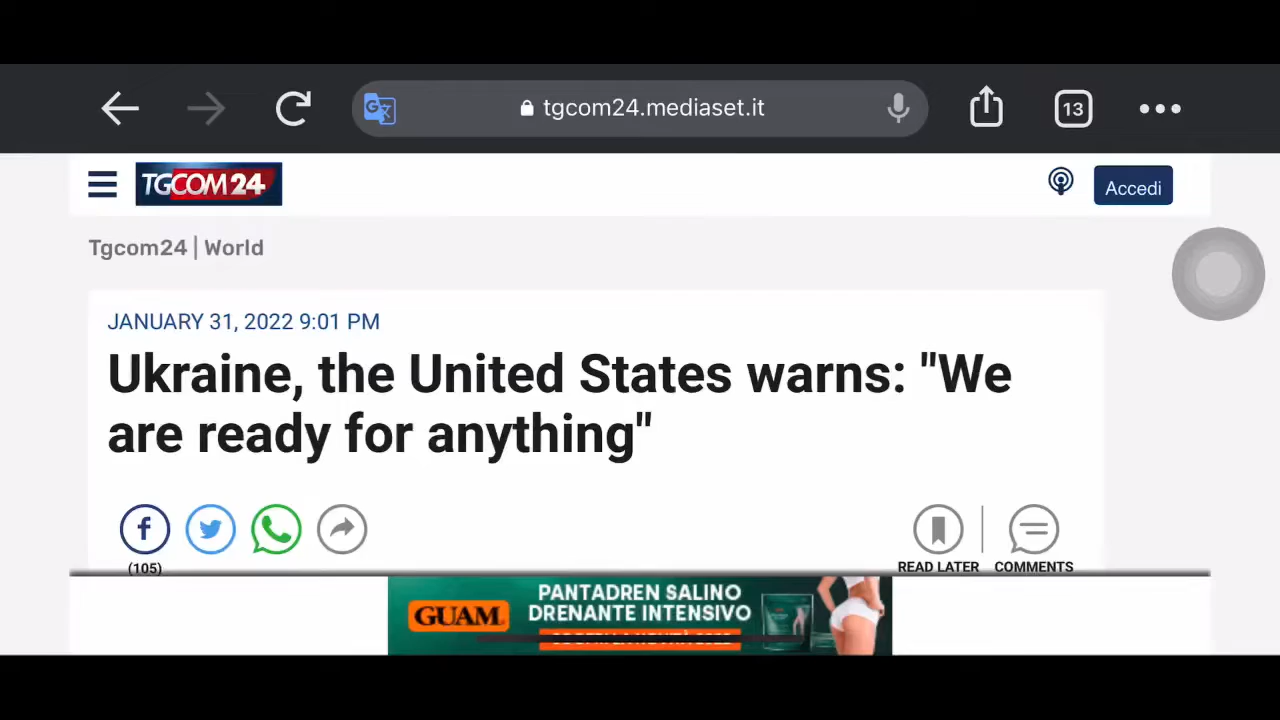 tgcom24.mediaset.it
13
TGCOM24
Accedi
Tgcom24 | World
JANUARY 31, 2022 9:01 PM
Ukraine, the United States warns: "We
are ready for anything"
(105)
READ LATER
COMMENTS
GUAM
PANTADREN SALINO
DRENANTE INTENSIVO